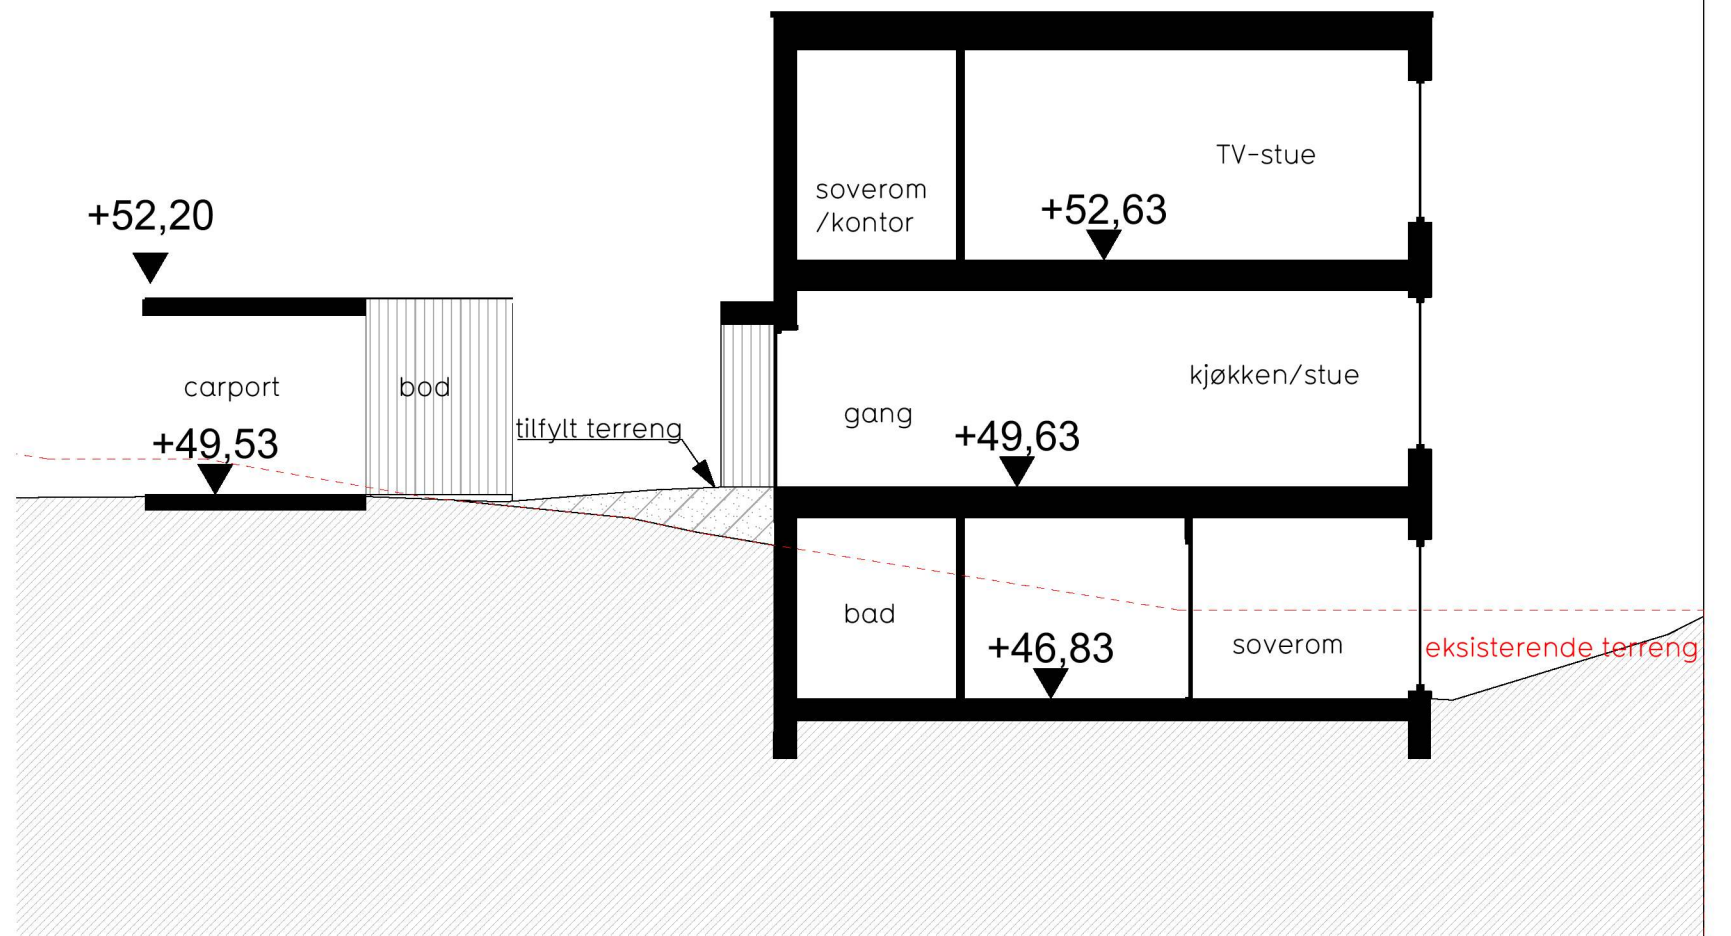 TV-stue
soverom
/kontor
+52,63
+52,20
carport
bod
kjøkken/stue
gang
tilfylt terreng
+49,53
+49,63
bad
+46,83
soverom
eksisterende terreng